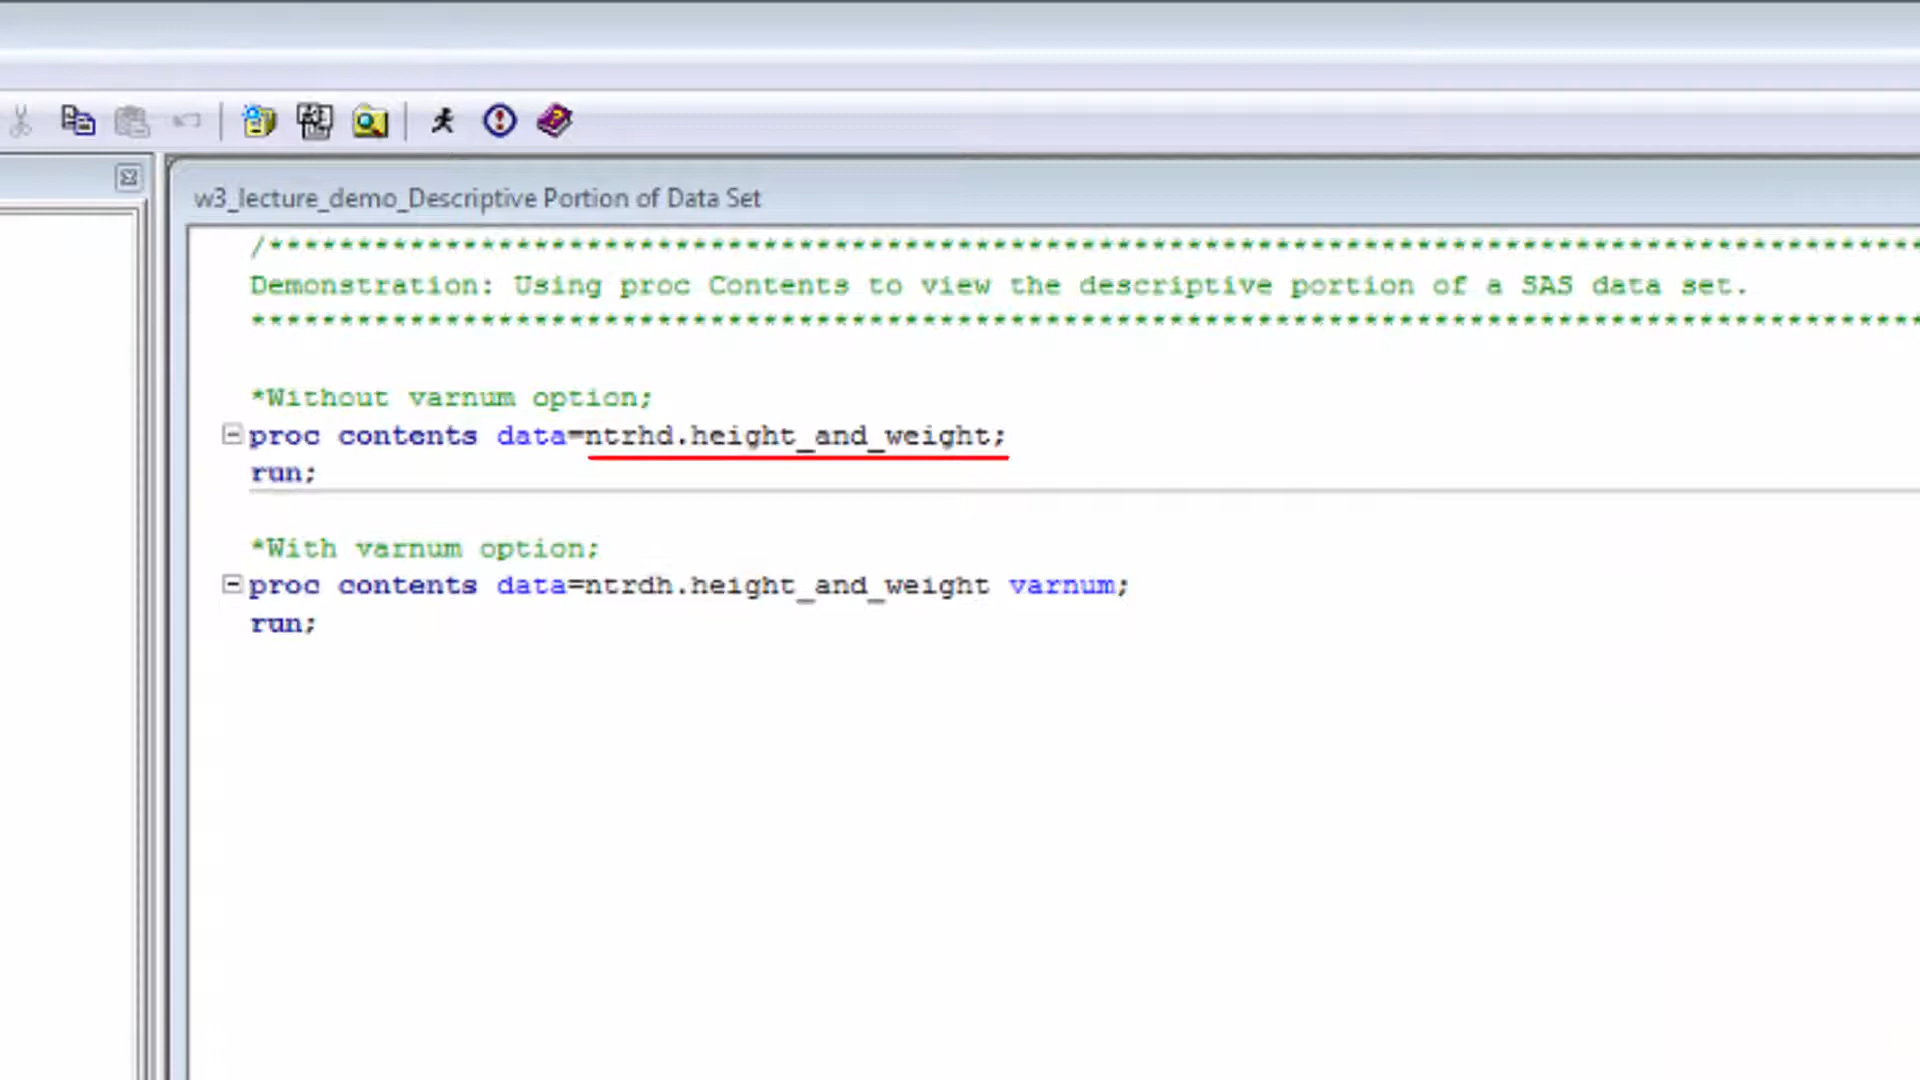 w3_lecture_demo_Descriptive Portion of Data Set
/***********************************************************************************************
Demonstration: Using proc Contents to view the descriptive portion of a SAS data set.
***********************************************************************************************
*Without varnum option;
proc contents data=ntrhd.height_and_weight;
run;
*With varnum option;
proc contents data=ntrdh.height_and_weight varnum;
run;